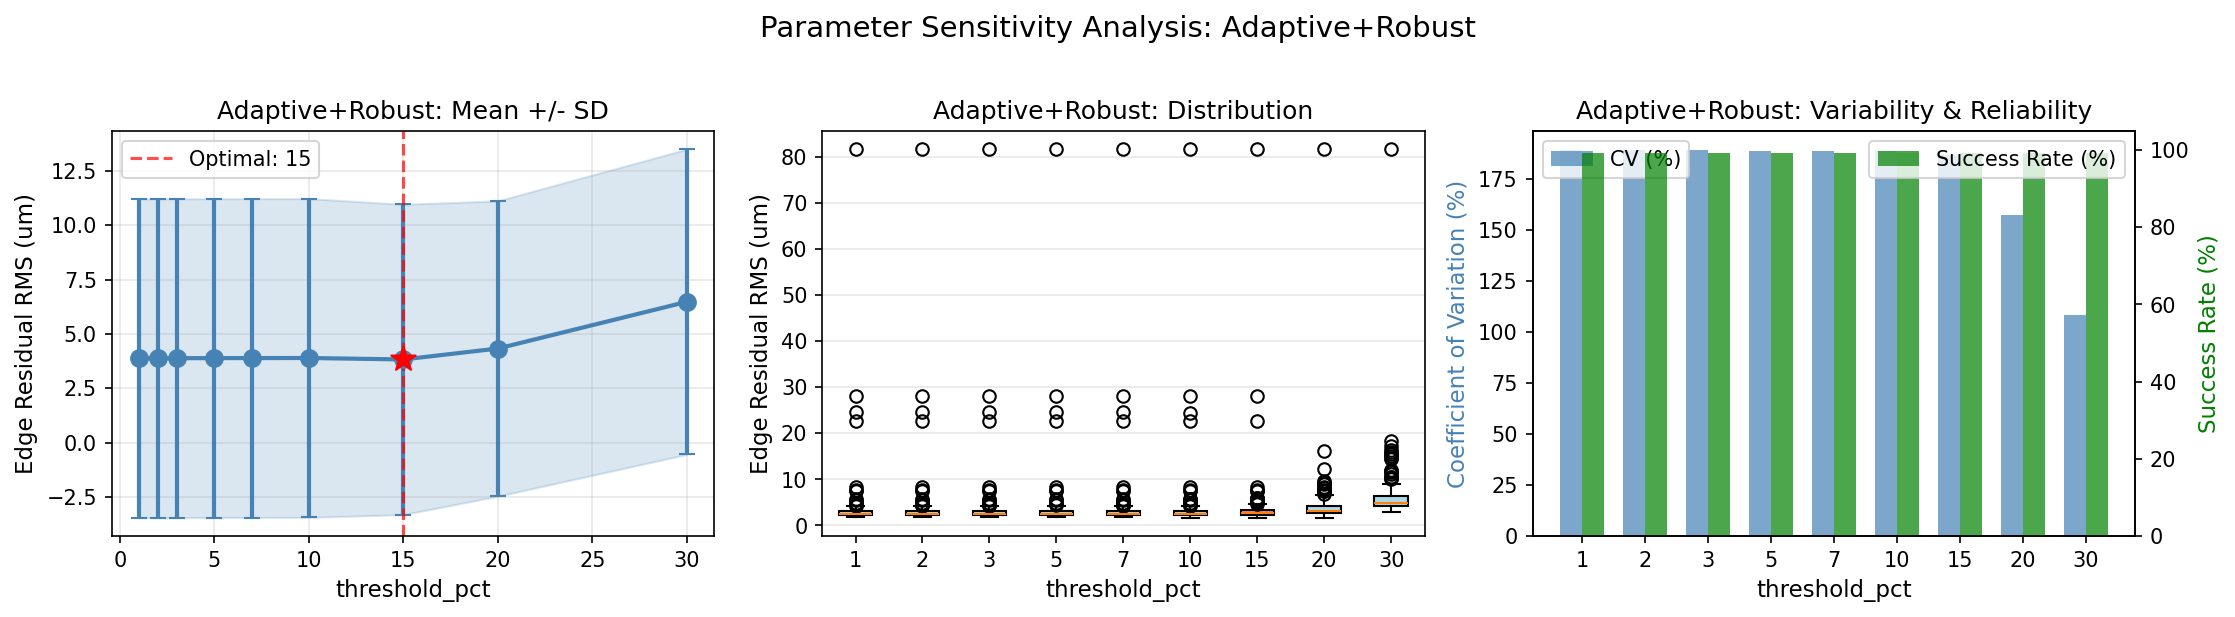 Parameter Sensitivity Analysis: Adaptive+Robust
Adaptive+Robust: Mean +/- SD
Optimal: 15
Edge Residual RMS (um)
12.5
10.0
7.5
5.0
2.5
0.0
−2.5
0 5 10 15 20 25 30
threshold_pct
Adaptive+Robust: Distribution
Edge Residual RMS (um)
80
70
60
50
40
30
20
10
0
1 2 3 5 7 10 15 20 30
threshold_pct
Adaptive+Robust: Variability & Reliability
CV (%)
Success Rate (%)
Coefficient of Variation (%)
175
150
125
100
75
50
25
0
1 2 3 5 7 10 15 20 30
threshold_pct
100
80
60
40
20
0
Success Rate (%)